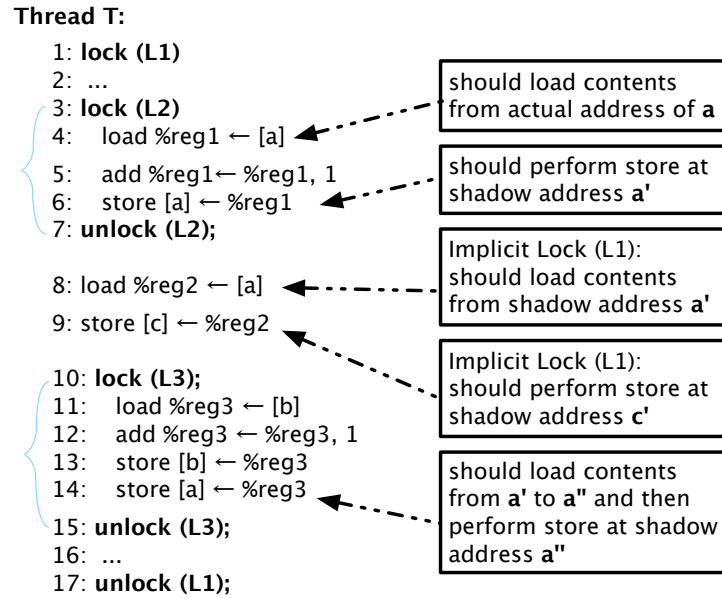 Thread T:
1: lock (L1)
2: ...
3: lock (L2)
4: load %reg1 ← [a]
5: add %reg1← %reg1, 1
6: store [a] ← %reg1
7: unlock (L2);
8: load %reg2 ← [a]
9: store [c] ← %reg2
10: lock (L3);
11: load %reg3 ← [b]
12: add %reg3 ← %reg3, 1
13: store [b] ← %reg3
14: store [a] ← %reg3
15: unlock (L3);
16: ...
17: unlock (L1);
should load contents
from actual address of a
should perform store at
shadow address a'
Implicit Lock (L1):
should load contents
from shadow address a'
Implicit Lock (L1):
should perform store at
shadow address c'
should load contents
from a' to a" and then
perform store at shadow
address a"